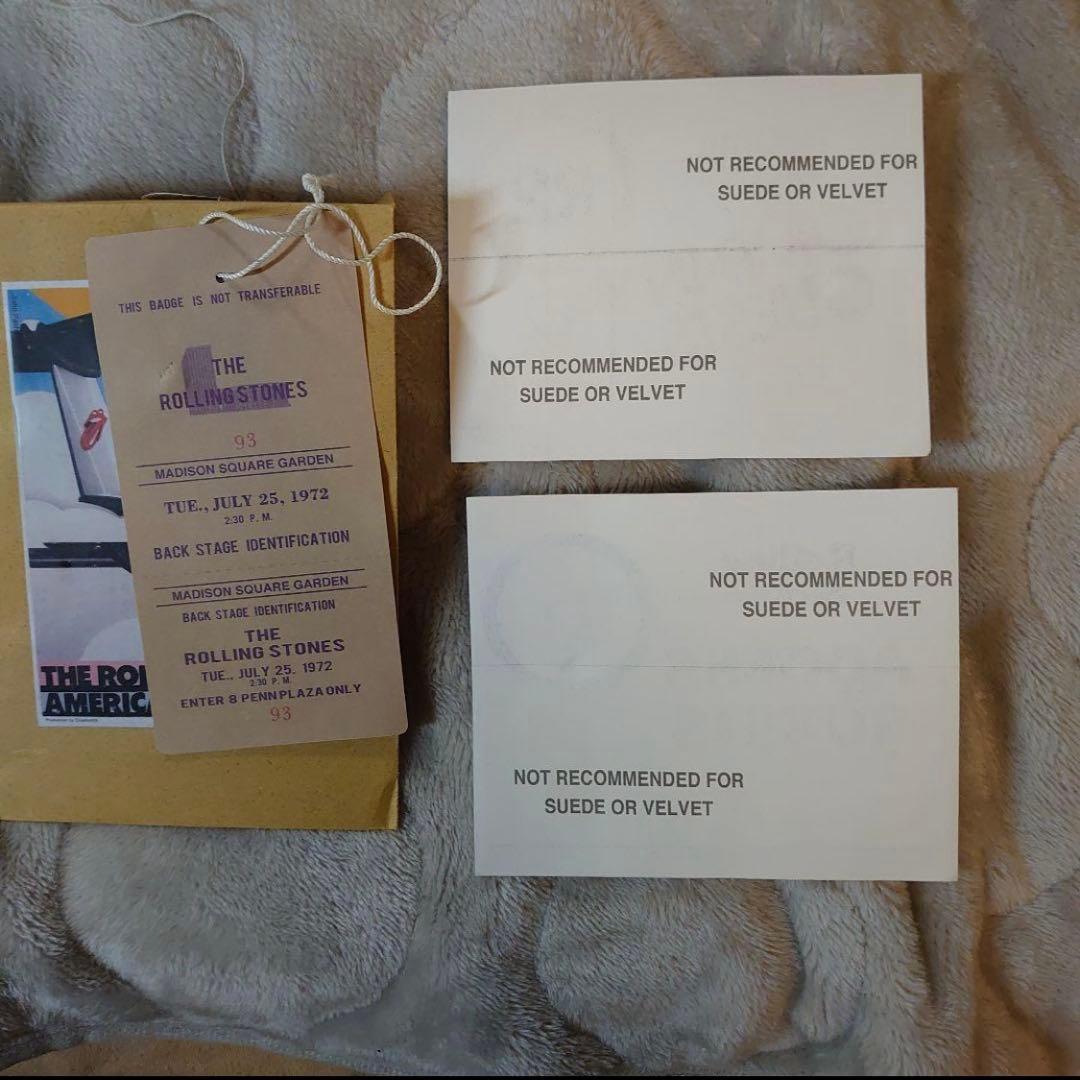 THIS BADGE IS NOT TRANSFERABLE
THE
ROLLING STONES
93
MADISON SQUARE GARDEN
TUE., JULY 25, 1972
2:30 P. M.
BACK STAGE IDENTIFICATION
MADISON SQUARE GARDEN
BACK STAGE IDENTIFICATION
THE
ROLLING STONES
TUE., JULY 25. 1972
2:30 P. M.
ENTER 8 PENN PLAZA ONLY
93
THE ROL
AMERICA
NOT RECOMMENDED FOR
SUEDE OR VELVET
NOT RECOMMENDED FOR
SUEDE OR VELVET
NOT RECOMMENDED FOR
SUEDE OR VELVET
NOT RECOMMENDED FOR
SUEDE OR VELVET